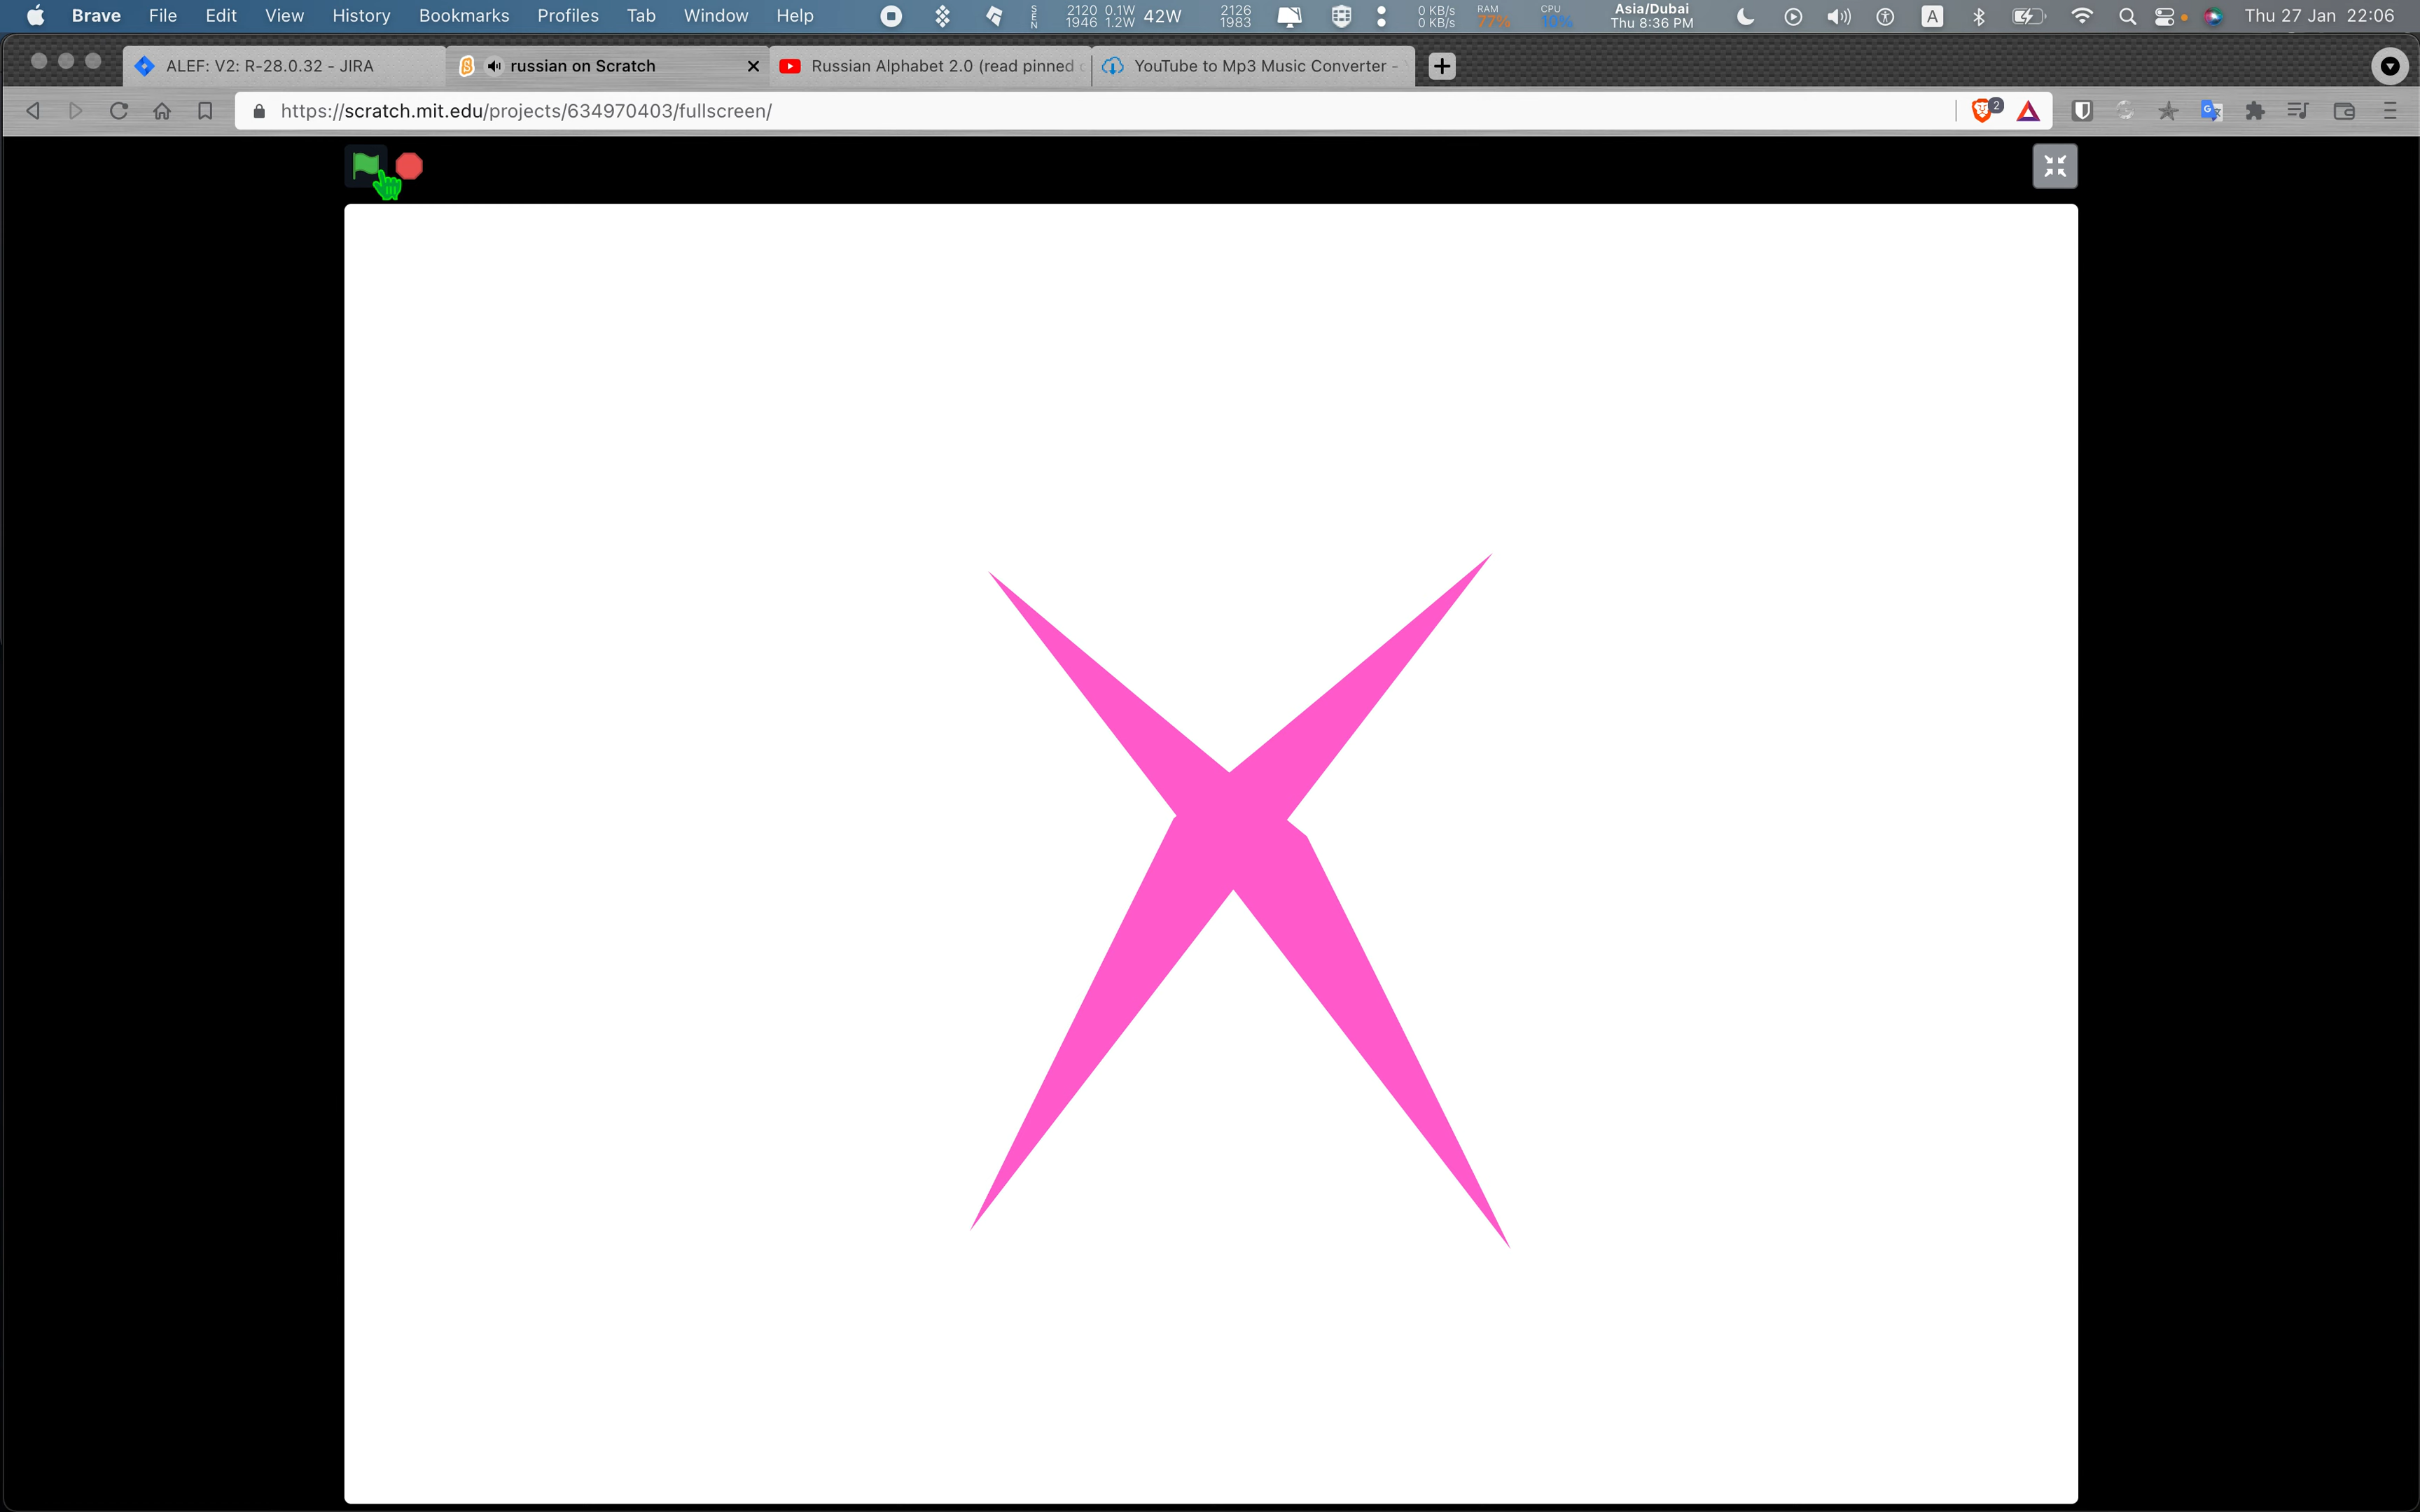 Brave File Edit View History Bookmarks Profiles Tab Window Help SEN 2120 0.1W 42W 2126 0 KB/s RAM CPU Asia/Dubai A Thu 27 Jan 22:06
1946 1.2W 1983 0 KB/s 77% 10% Thu 8:36 PM
ALEF: V2: R-28.0.32 - JIRA russian on Scratch Russian Alphabet 2.0 (read pinned YouTube to Mp3 Music Converter -
https://scratch.mit.edu/projects/634970403/fullscreen/ 2
Х